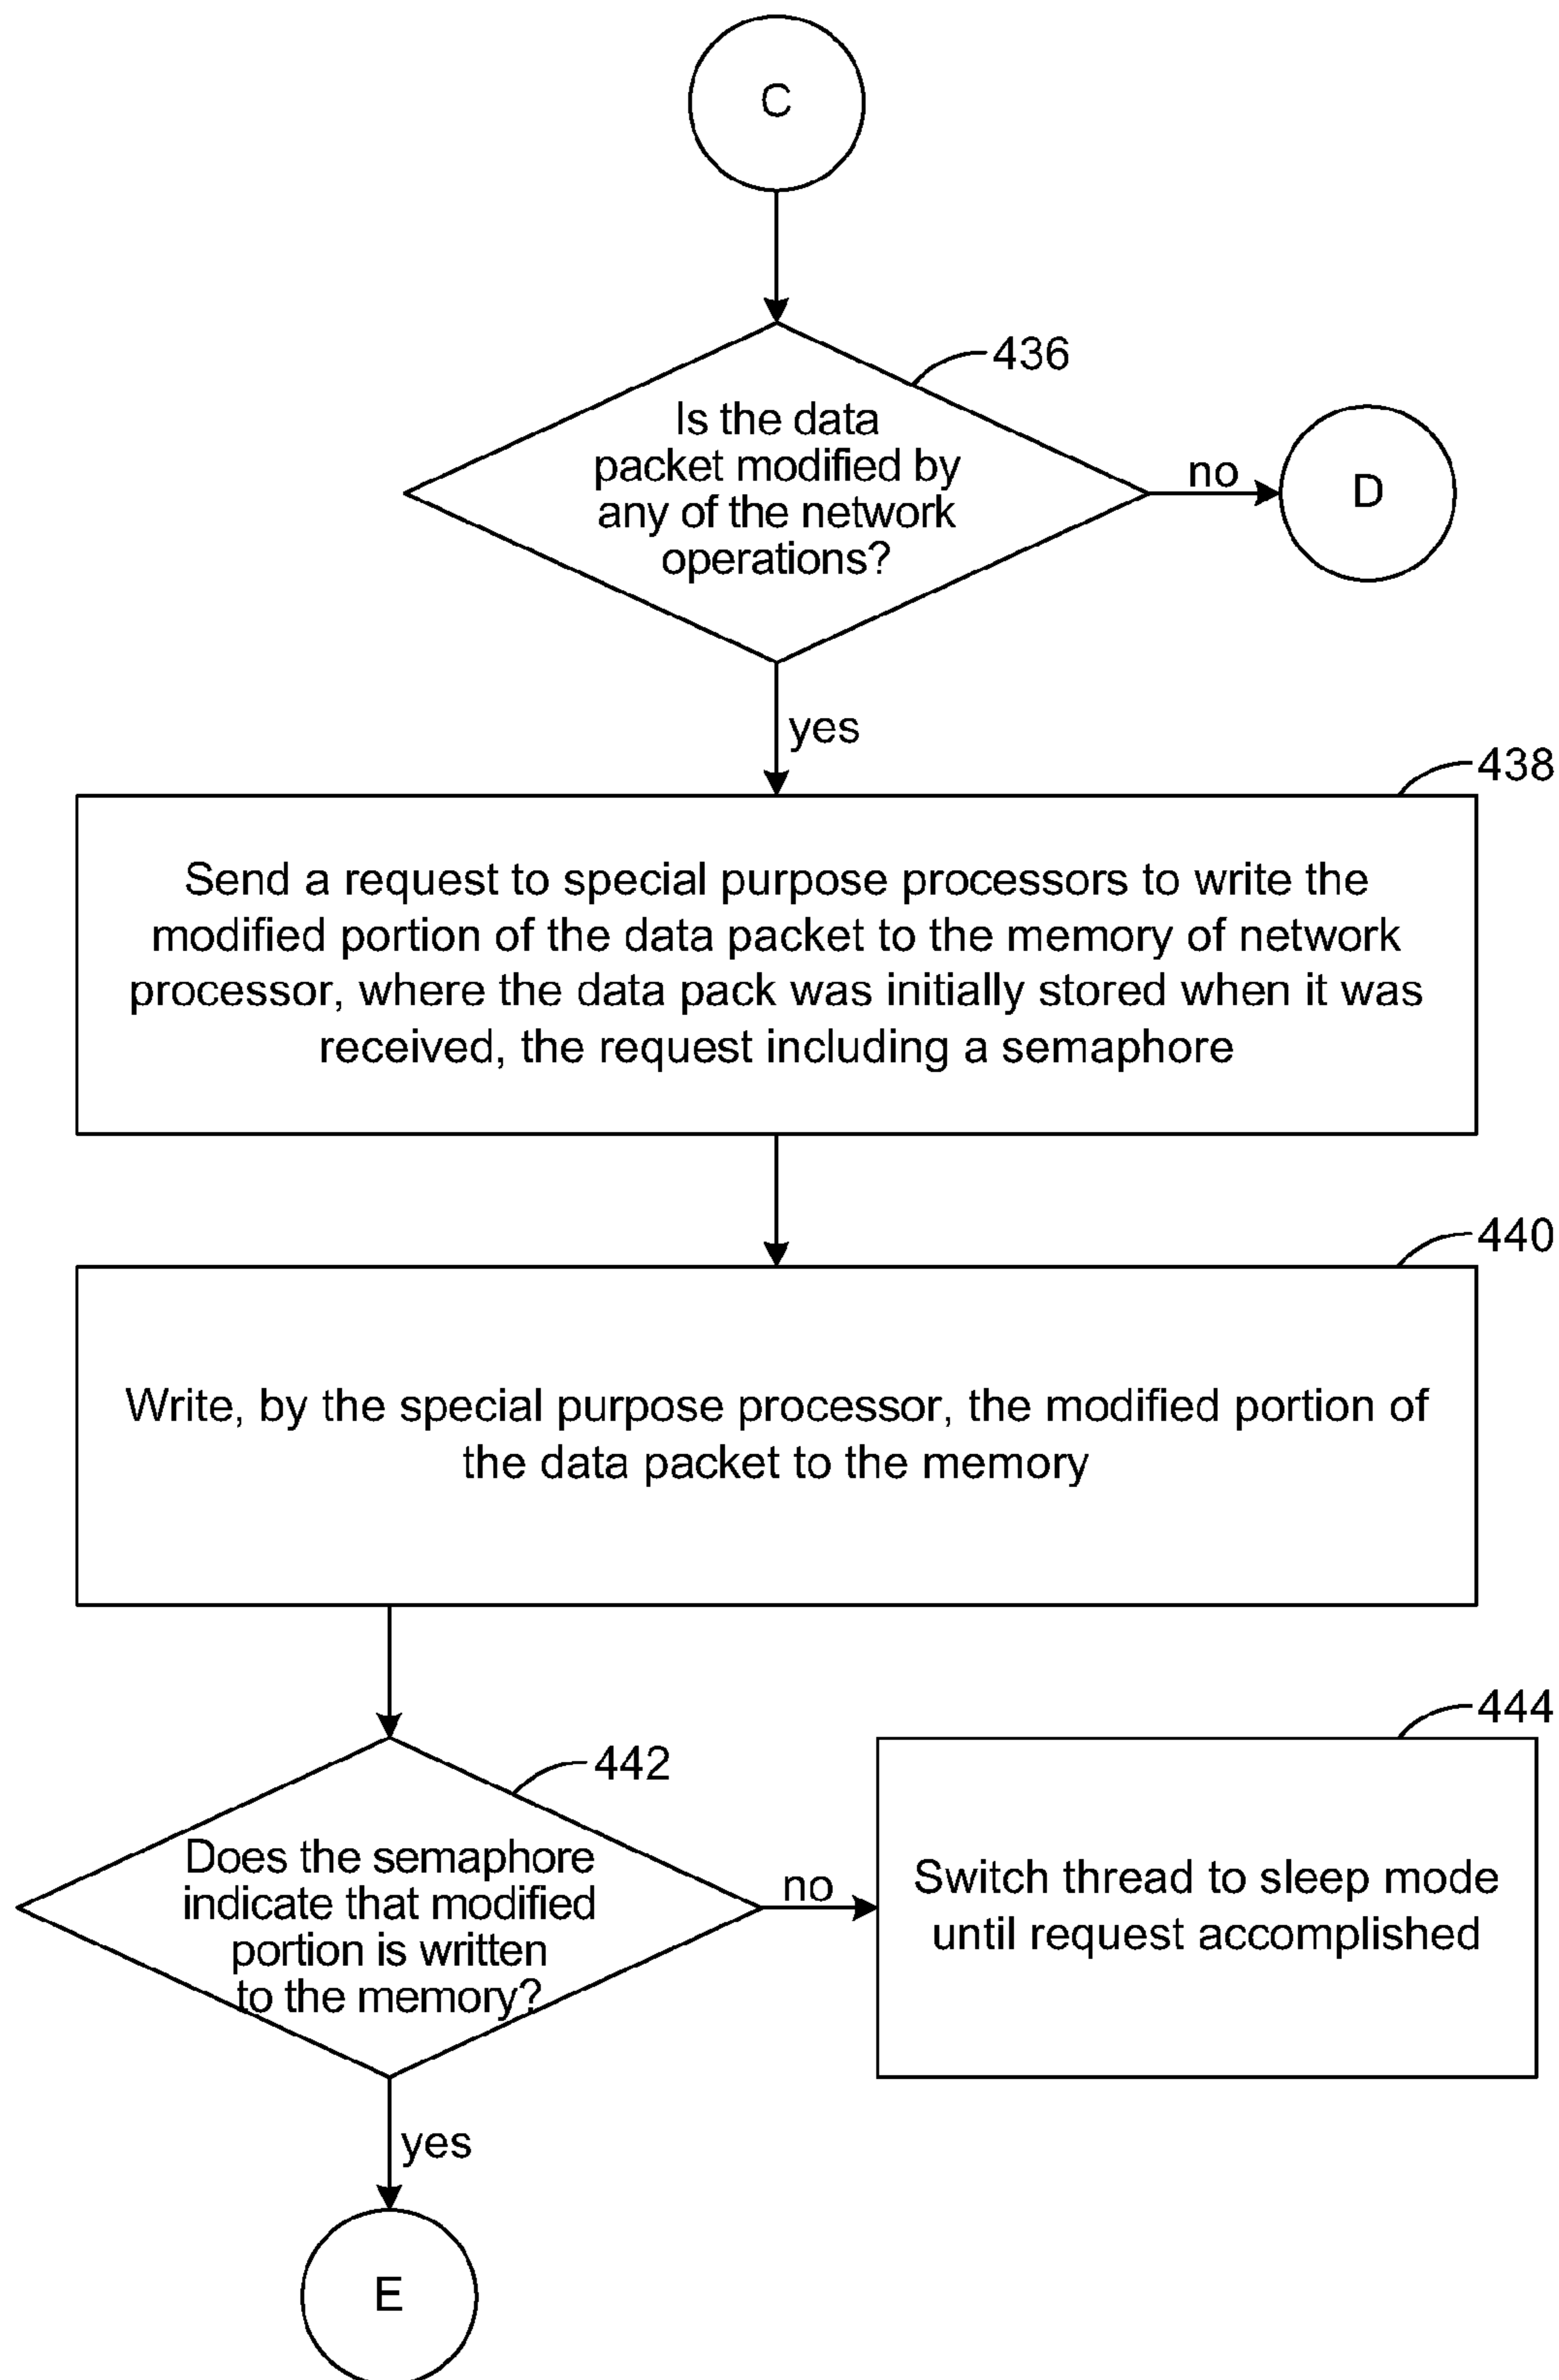 C
436
Is the data
packet modified by
any of the network
operations?
no
D
yes
438
Send a request to special purpose processors to write the
modified portion of the data packet to the memory of network
processor, where the data pack was initially stored when it was
received, the request including a semaphore
440
Write, by the special purpose processor, the modified portion of
the data packet to the memory
442
Does the semaphore
indicate that modified
portion is written
to the memory?
no
444
Switch thread to sleep mode
until request accomplished
yes
E